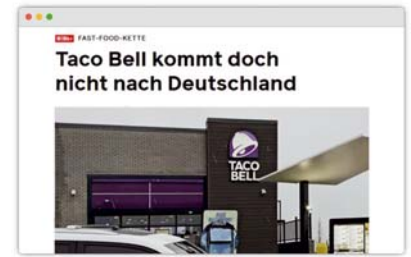 FAST-FOOD-KETTE
Taco Bell kommt doch
nicht nach Deutschland
TACO
BELL